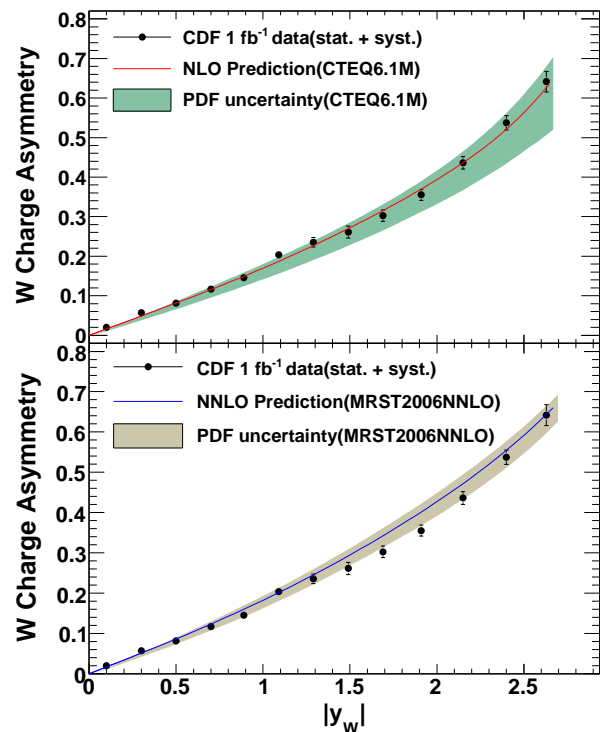 0.8
0.7
0.6
0.5
0.4
0.3
0.2
0.1
0
W Charge Asymmetry
CDF 1 fb⁻¹ data(stat. + syst.)
NLO Prediction(CTEQ6.1M)
PDF uncertainty(CTEQ6.1M)
0.8
0.7
0.6
0.5
0.4
0.3
0.2
0.1
0
W Charge Asymmetry
CDF 1 fb⁻¹ data(stat. + syst.)
NNLO Prediction(MRST2006NNLO)
PDF uncertainty(MRST2006NNLO)
0 0.5 1 1.5 2 2.5
|y_W|